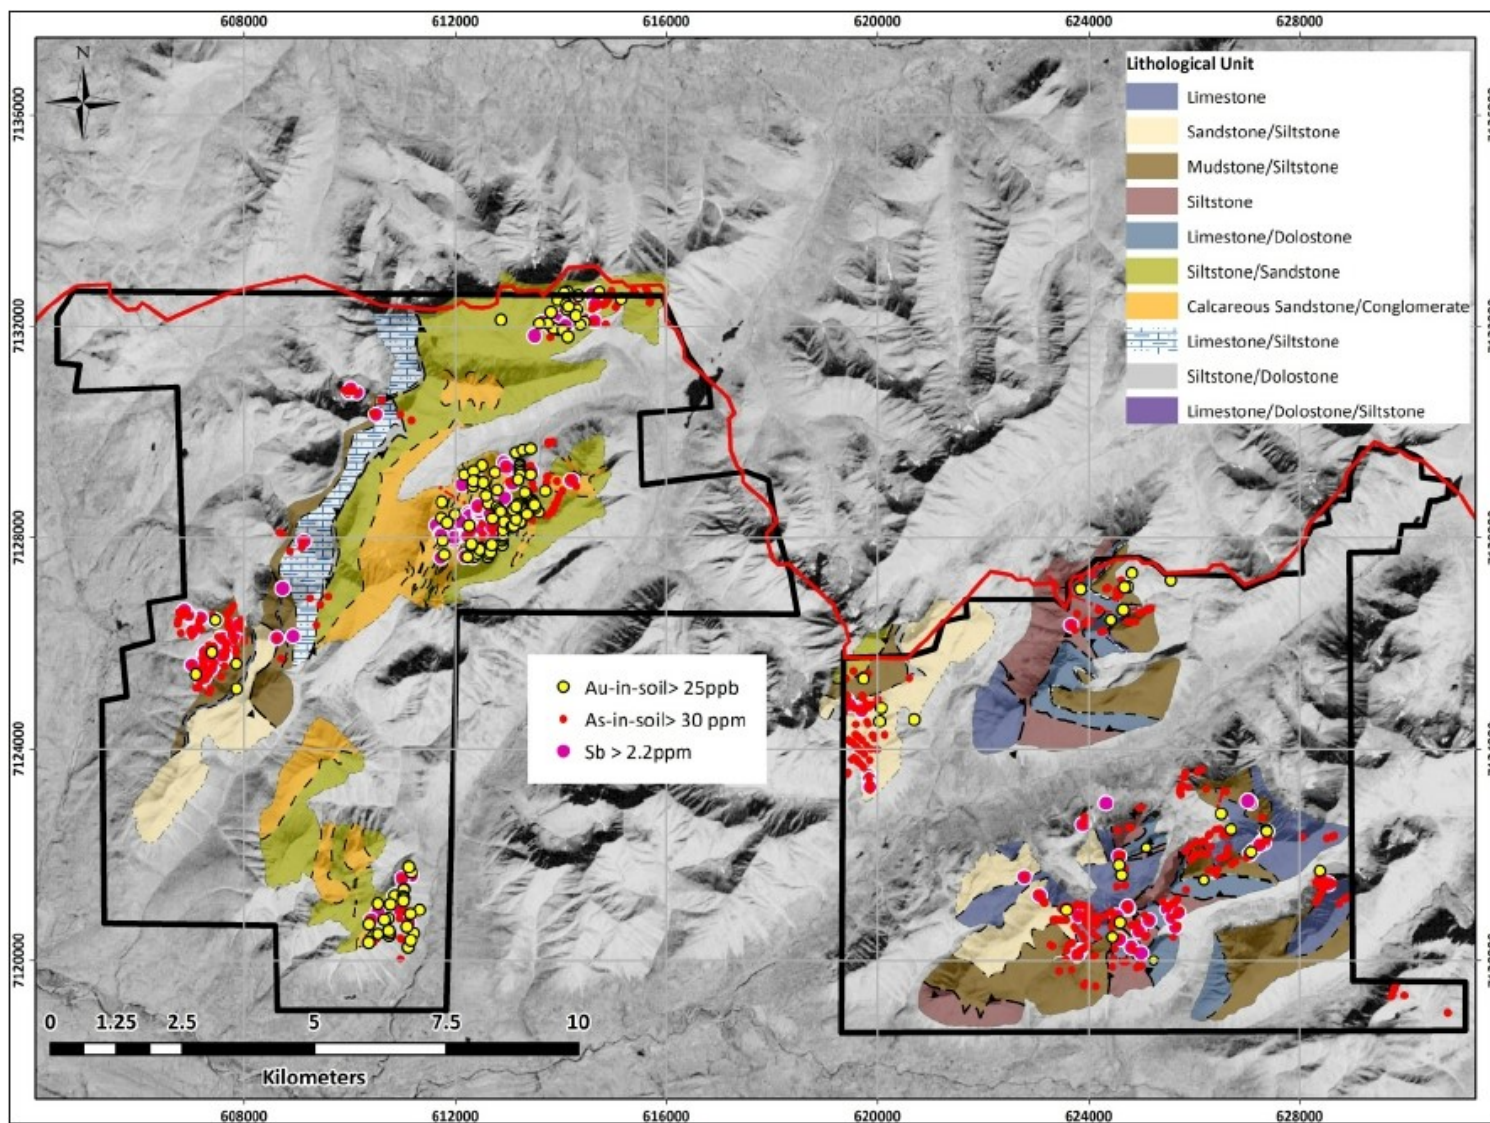 608000 612000 616000 620000 624000 628000
N
Lithological Unit
Limestone
Sandstone/Siltstone
Mudstone/Siltstone
Siltstone
Limestone/Dolostone
Siltstone/Sandstone
Calcareous Sandstone/Conglomerate
Limestone/Siltstone
Siltstone/Dolostone
Limestone/Dolostone/Siltstone
7136000
7132000
7128000
7124000
7120000
Au-in-soil> 25ppb
As-in-soil> 30 ppm
Sb > 2.2ppm
0 1.25 2.5 5 7.5 10
Kilometers
608000 612000 616000 620000 624000 628000